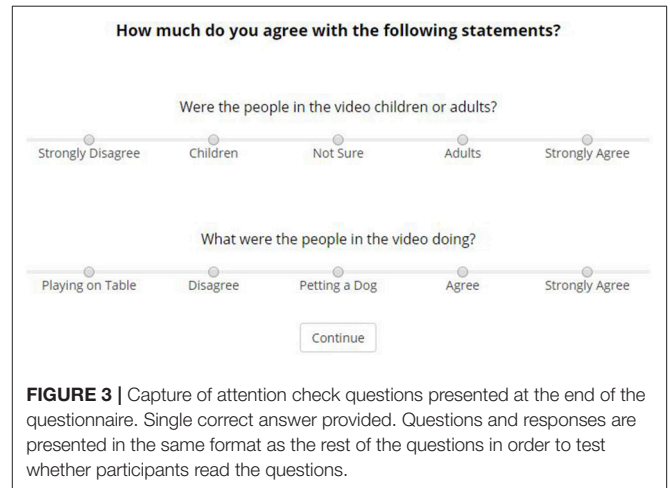 How much do you agree with the following statements?
Were the people in the video children or adults?
Strongly Disagree Children Not Sure Adults Strongly Agree
What were the people in the video doing?
Playing on Table Disagree Petting a Dog Agree Strongly Agree
Continue
FIGURE 3 | Capture of attention check questions presented at the end of the
questionnaire. Single correct answer provided. Questions and responses are
presented in the same format as the rest of the questions in order to test
whether participants read the questions.